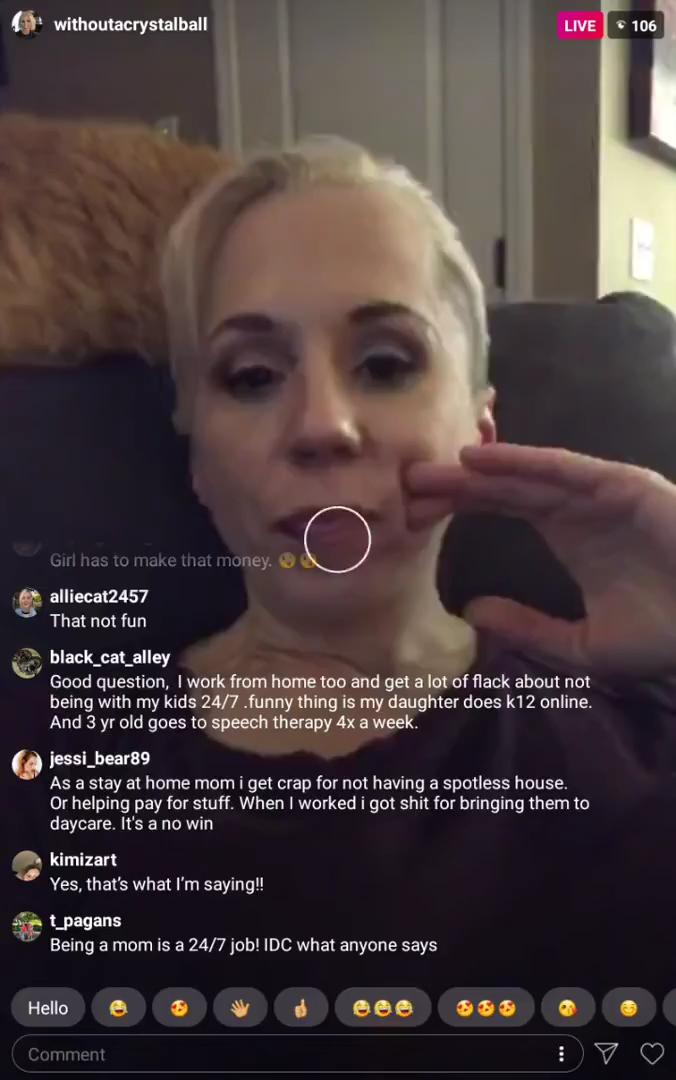 withoutacrystalball
LIVE
106
Girl has to make that money. 😲😲
alliecat2457
That not fun
black_cat_alley
Good question,  I work from home too and get a lot of flack about not
being with my kids 24/7 .funny thing is my daughter does k12 online.
And 3 yr old goes to speech therapy 4x a week.
jessi_bear89
As a stay at home mom i get crap for not having a spotless house.
Or helping pay for stuff. When I worked i got shit for bringing them to
daycare. It's a no win
kimizart
Yes, that’s what I’m saying!!
t_pagans
Being a mom is a 24/7 job! IDC what anyone says
Hello 😂 😍 👋🏽 👍🏼 😂😂😂 😍😍😍 😘 😊
Comment